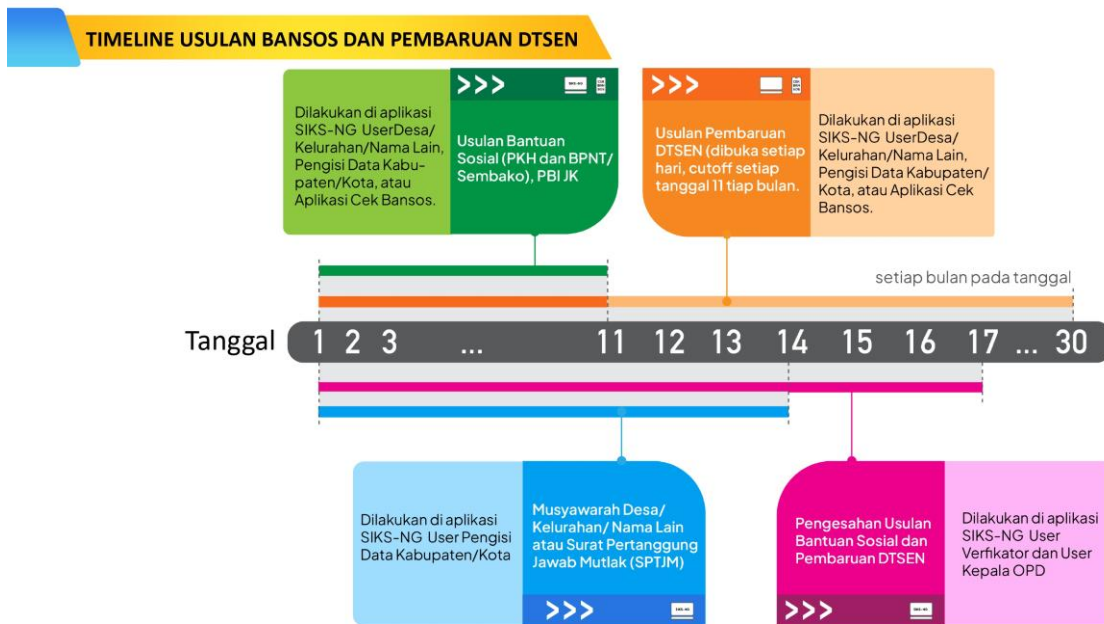 TIMELINE USULAN BANSOS DAN PEMBARUAN DTSEN
Dilakukan di aplikasi
SIKS-NG UserDesa/
Kelurahan/Nama Lain,
Pengisi Data Kabu-
paten/Kota, atau
Aplikasi Cek Bansos.
>>>
SIKS-NG
Usulan Bantuan
Sosial (PKH dan BPNT/
Sembako), PBI JK
>>>
Usulan Pembaruan
DTSEN (dibuka setiap
hari, cutoff setiap
tanggal 11 tiap bulan.
Dilakukan di aplikasi
SIKS-NG UserDesa/
Kelurahan/Nama Lain,
Pengisi Data Kabupaten/
Kota, atau Aplikasi Cek
Bansos.
setiap bulan pada tanggal
Tanggal 1 2 3 ... 11 12 13 14 15 16 17 ... 30
Dilakukan di aplikasi
SIKS-NG User Pengisi
Data Kabupaten/Kota
Musyawarah Desa/
Kelurahan/ Nama Lain
atau Surat Pertanggung
Jawab Mutlak (SPTJM)
>>>
SIKS-NG
Pengesahan Usulan
Bantuan Sosial dan
Pembaruan DTSEN
>>>
SIKS-NG
Dilakukan di aplikasi
SIKS-NG User
Verfikator dan User
Kepala OPD